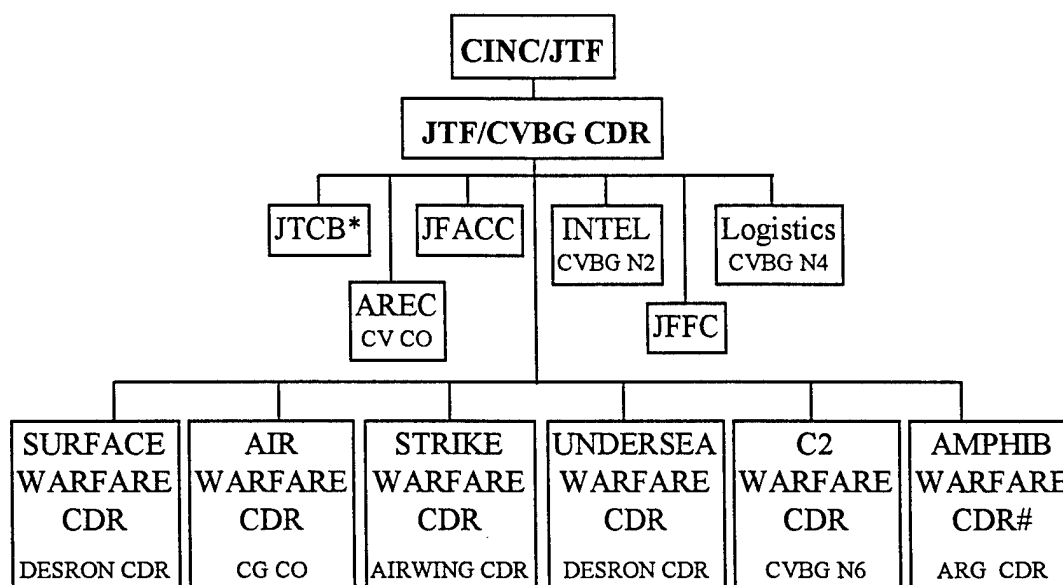 CINC/JTF
JTF/CVBG CDR
JTCB*
JFACC
INTEL
CVBG N2
Logistics
CVBG N4
AREC
CV CO
JFFC
SURFACE
WARFARE
CDR
DESRON CDR
AIR
WARFARE
CDR
CG CO
STRIKE
WARFARE
CDR
AIRWING CDR
UNDERSEA
WARFARE
CDR
DESRON CDR
C2
WARFARE
CDR
CVBG N6
AMPHIB
WARFARE
CDR#
ARG CDR